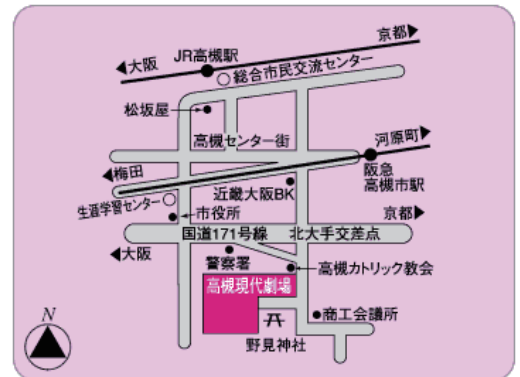 京都
大阪
JR高槻駅
総合市民交流センター
松坂屋
高槻センター街
河原町
梅田
阪急
高槻市駅
近畿大阪BK
生涯学習センター
市役所
京都
国道171号線 北大手交差点
大阪
警察署
高槻カトリック教会
高槻現代劇場
商工会議所
野見神社
N